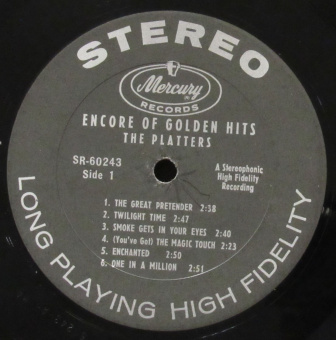 STEREO
Mercury
RECORDS
ENCORE OF GOLDEN HITS
THE PLATTERS
SR-60243
Side 1
A Stereophonic
High Fidelity
Recording
1. THE GREAT PRETENDER 2:38
2. TWILIGHT TIME 2:47
3. SMOKE GETS IN YOUR EYES 2:40
4. (You've Got) THE MAGIC TOUCH 2:23
5. ENCHANTED 2:50
6. ONE IN A MILLION 2:51
LONG PLAYING HIGH FIDELITY